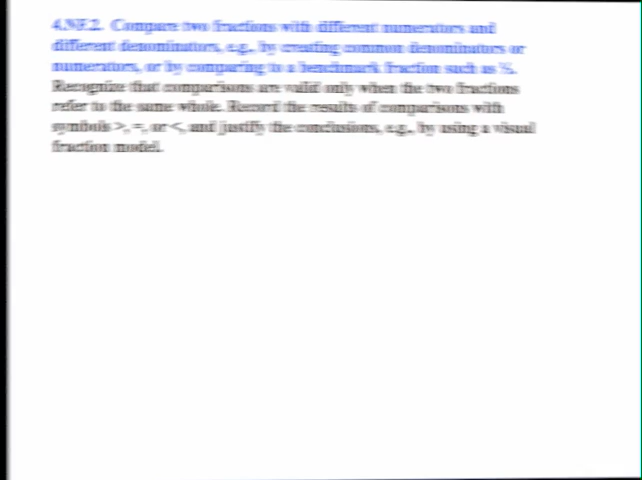 4.NF.2. Compare two fractions with different numerators and
different denominators, e.g., by creating common denominators or
numerators, or by comparing to a benchmark fraction such as ½.
Recognize that comparisons are valid only when the two fractions
refer to the same whole. Record the results of comparisons with
symbols >, =, or <, and justify the conclusions, e.g., by using a visual
fraction model.